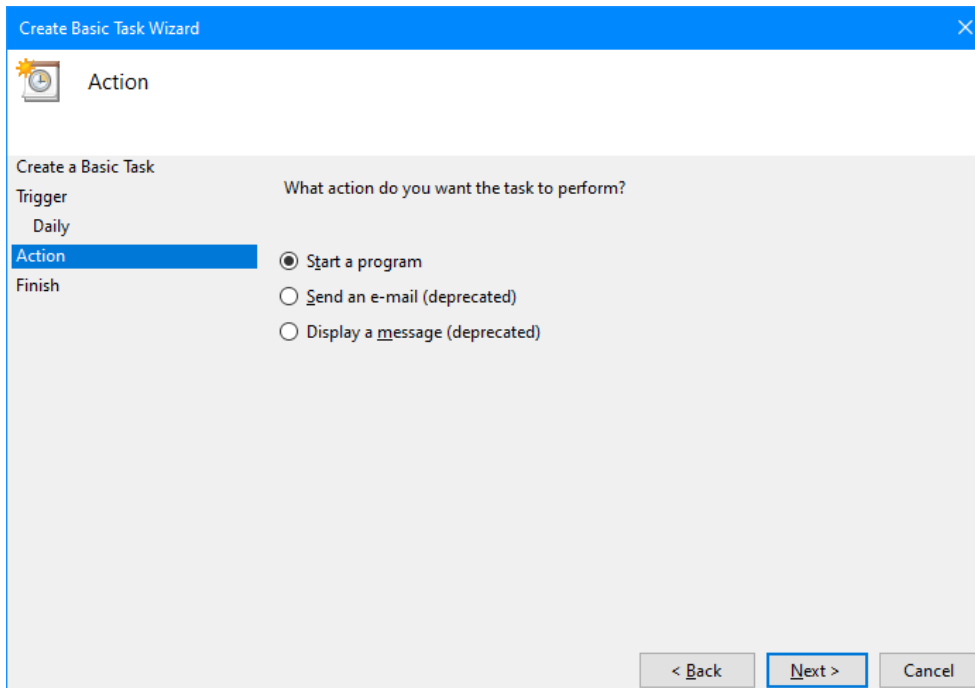 Create Basic Task Wizard
Action
Create a Basic Task
Trigger
Daily
Action
Finish
What action do you want the task to perform?
Start a program
Send an e-mail (deprecated)
Display a message (deprecated)
< Back
Next >
Cancel